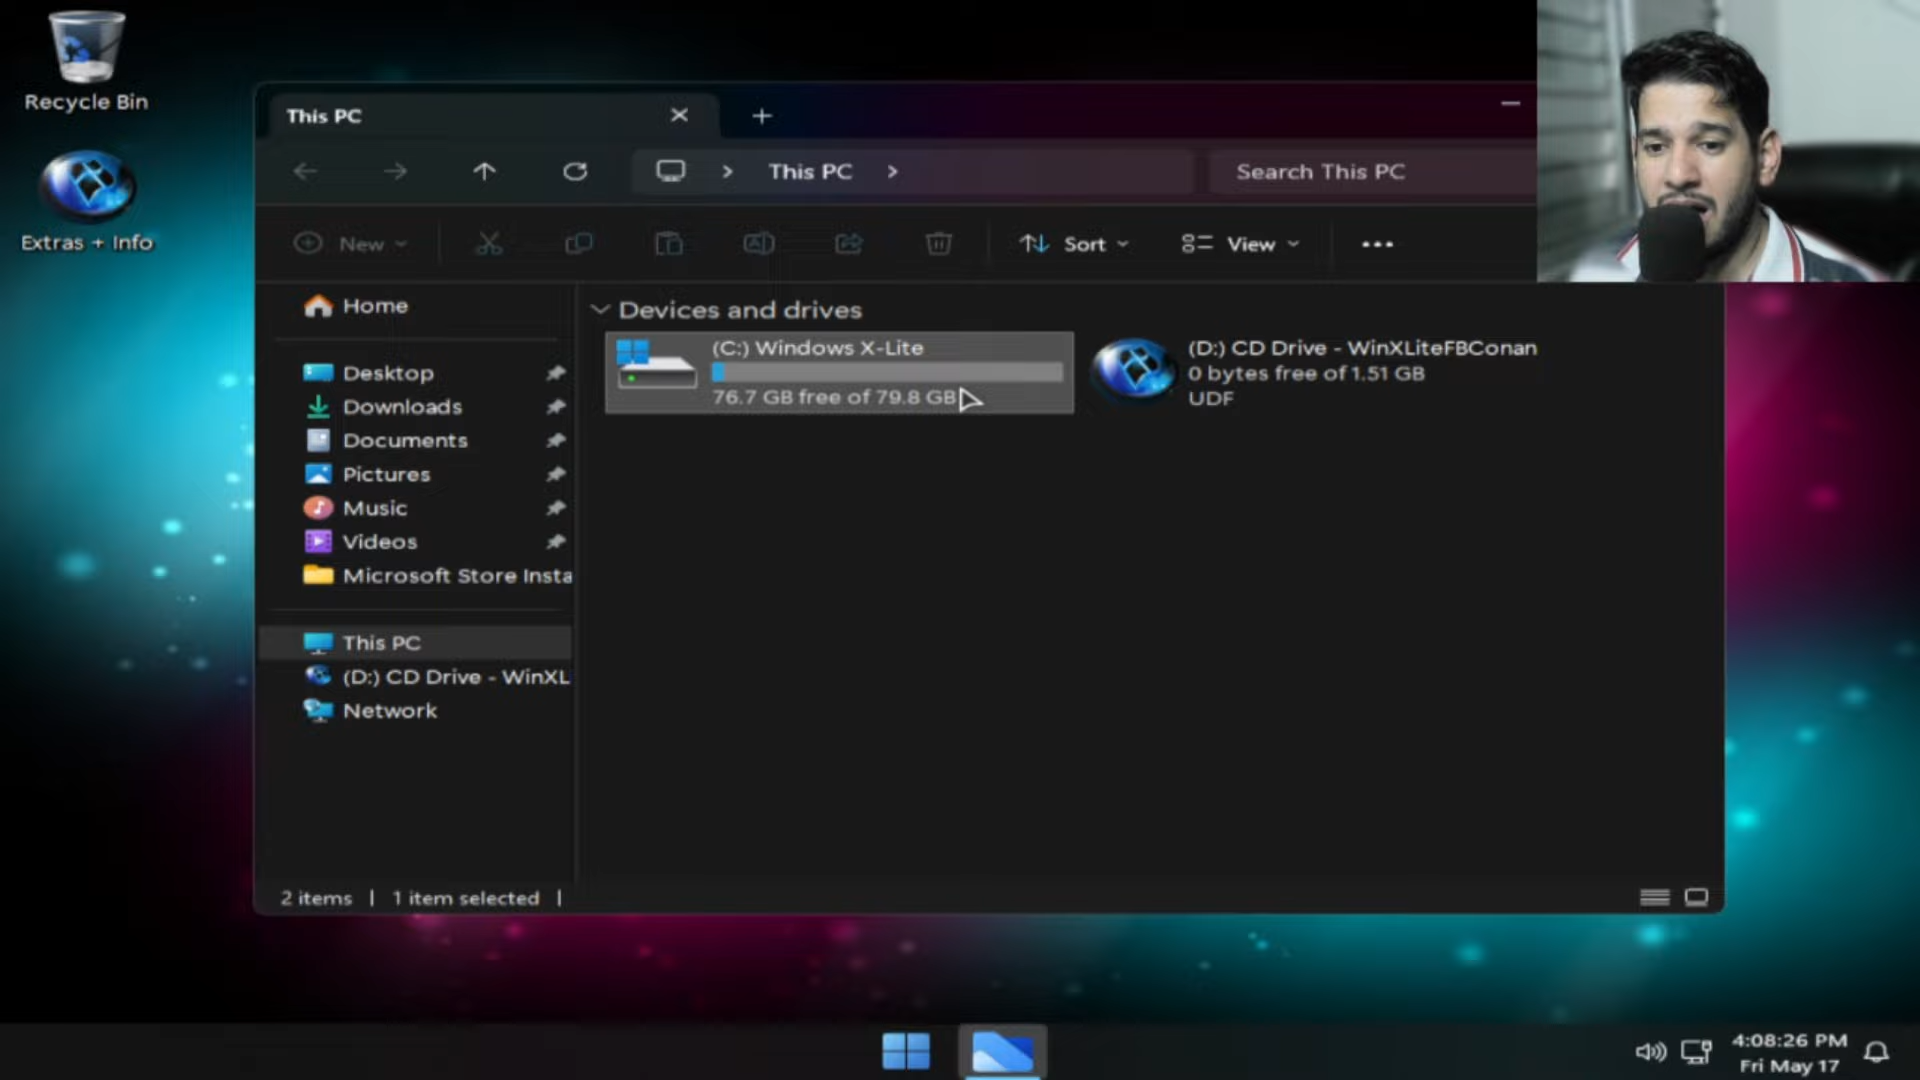 Recycle Bin
Extras + Info
This PC
This PC
Search This PC
New
Sort
View
Home
Desktop
Downloads
Documents
Pictures
Music
Videos
Microsoft Store Insta
This PC
(D:) CD Drive - WinXL
Network
Devices and drives
(C:) Windows X-Lite
76.7 GB free of 79.8 GB
(D:) CD Drive - WinXLiteFBConan
0 bytes free of 1.51 GB
UDF
2 items | 1 item selected |
4:08:26 PM
Fri May 17